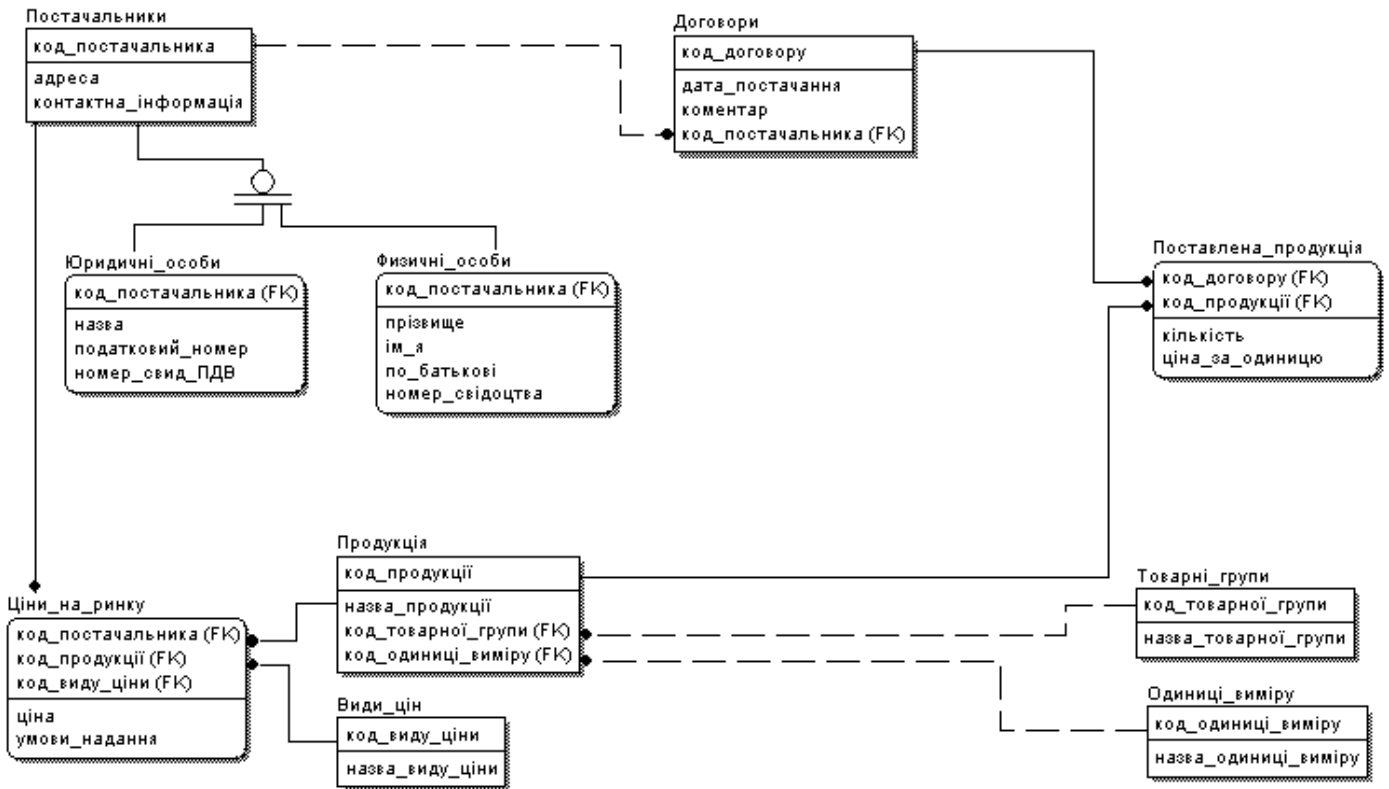 Постачальники
код_постачальника
адреса
контактна_інформація
Договори
код_договору
дата_постачання
коментар
код_постачальника (FK)
Юридичні_особи
код_постачальника (FK)
назва
податковий_номер
номер_свид_ПДВ
Физичні_особи
код_постачальника (FK)
прізвище
ім_я
по_батькові
номер_свідоцтва
Поставлена_продукція
код_договору (FK)
код_продукції (FK)
кількість
ціна_за_одиницю
Ціни_на_ринку
код_постачальника (FK)
код_продукції (FK)
код_виду_ціни (FK)
ціна
умови_надання
Продукція
код_продукції
назва_продукції
код_товарної_групи (FK)
код_одиниці_виміру (FK)
Види_цін
код_виду_ціни
назва_виду_ціни
Товарні_групи
код_товарної_групи
назва_товарної_групи
Одиниці_виміру
код_одиниці_виміру
назва_одиниці_виміру